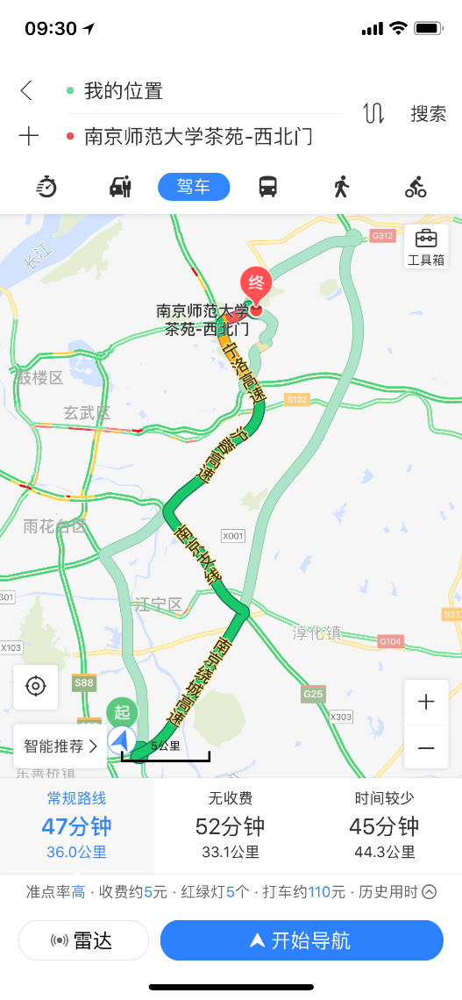 09:30
我的位置
南京师范大学茶苑-西北门
搜索
驾车
G312
工具箱
长江
终
南京师范大学
茶苑-西北门
宁洛高速
鼓楼区
S122
玄武区
沪蓉高速
雨花台区
南京支线
X001
301
江宁区
S33
淳化镇
X103
G104
南京绕城高速
S88
G25
起
X303
智能推荐
5公里
东善桥镇
常规路线
无收费
时间较少
47分钟
52分钟
45分钟
36.0公里
33.1公里
44.3公里
准点率高 · 收费约5元 · 红绿灯5个 · 打车约110元 · 历史用时
雷达
开始导航